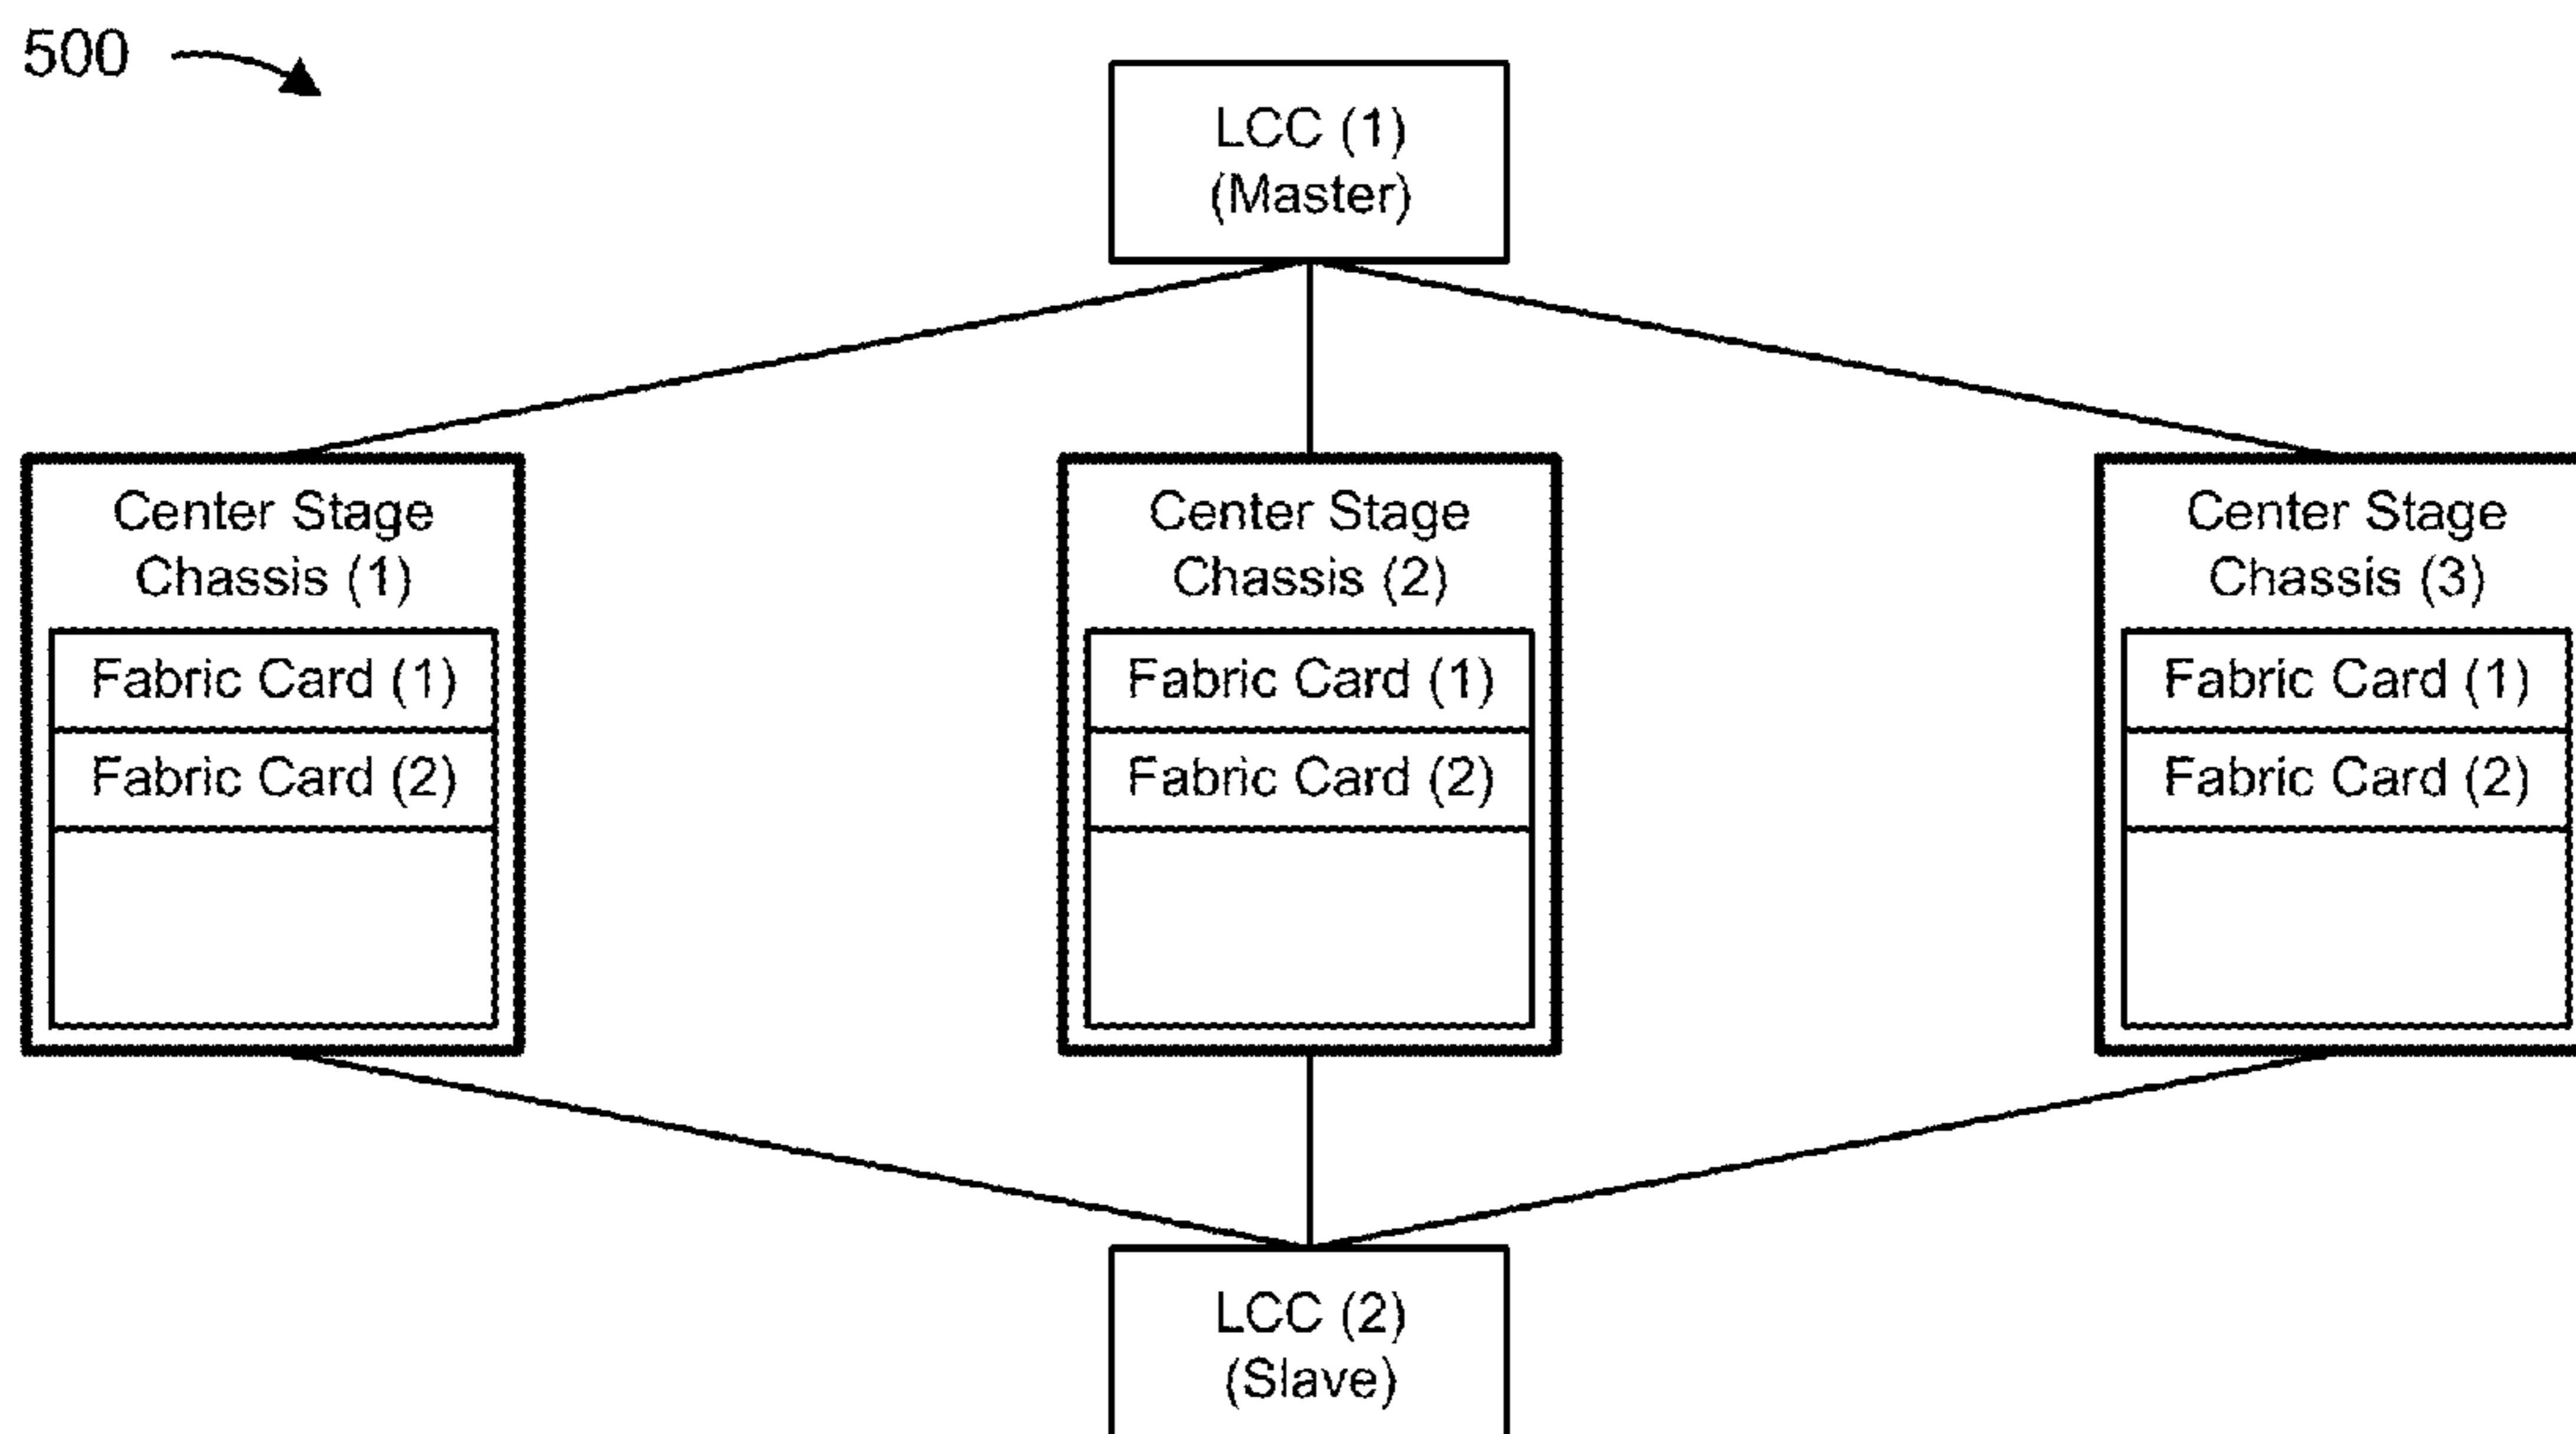 500
LCC (1)
(Master)
Center Stage
Chassis (1)
Fabric Card (1)
Fabric Card (2)
Center Stage
Chassis (2)
Fabric Card (1)
Fabric Card (2)
Center Stage
Chassis (3)
Fabric Card (1)
Fabric Card (2)
LCC (2)
(Slave)